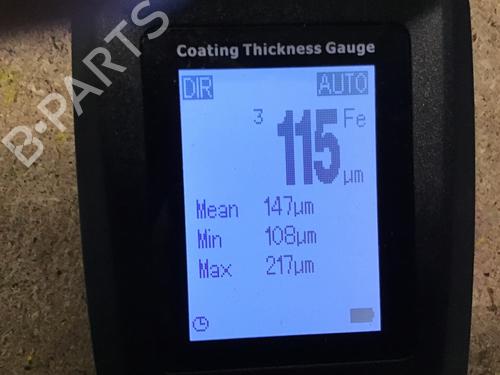 Coating Thickness Gauge
DIR AUTO
3 115 Fe
µm
Mean 147µm
Min 108µm
Max 217µm
B-PARTS